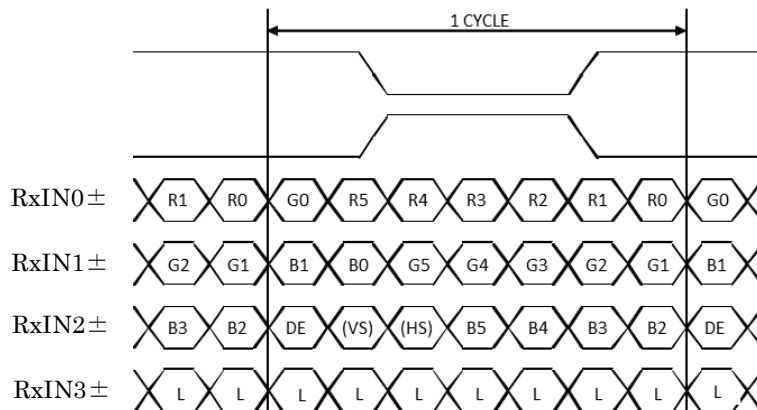 1 CYCLE
RxIN0± R1 R0 G0 R5 R4 R3 R2 R1 R0 G0
RxIN1± G2 G1 B1 B0 G5 G4 G3 G2 G1 B1
RxIN2± B3 B2 DE (VS) (HS) B5 B4 B3 B2 DE
RxIN3± L L L L L L L L L L